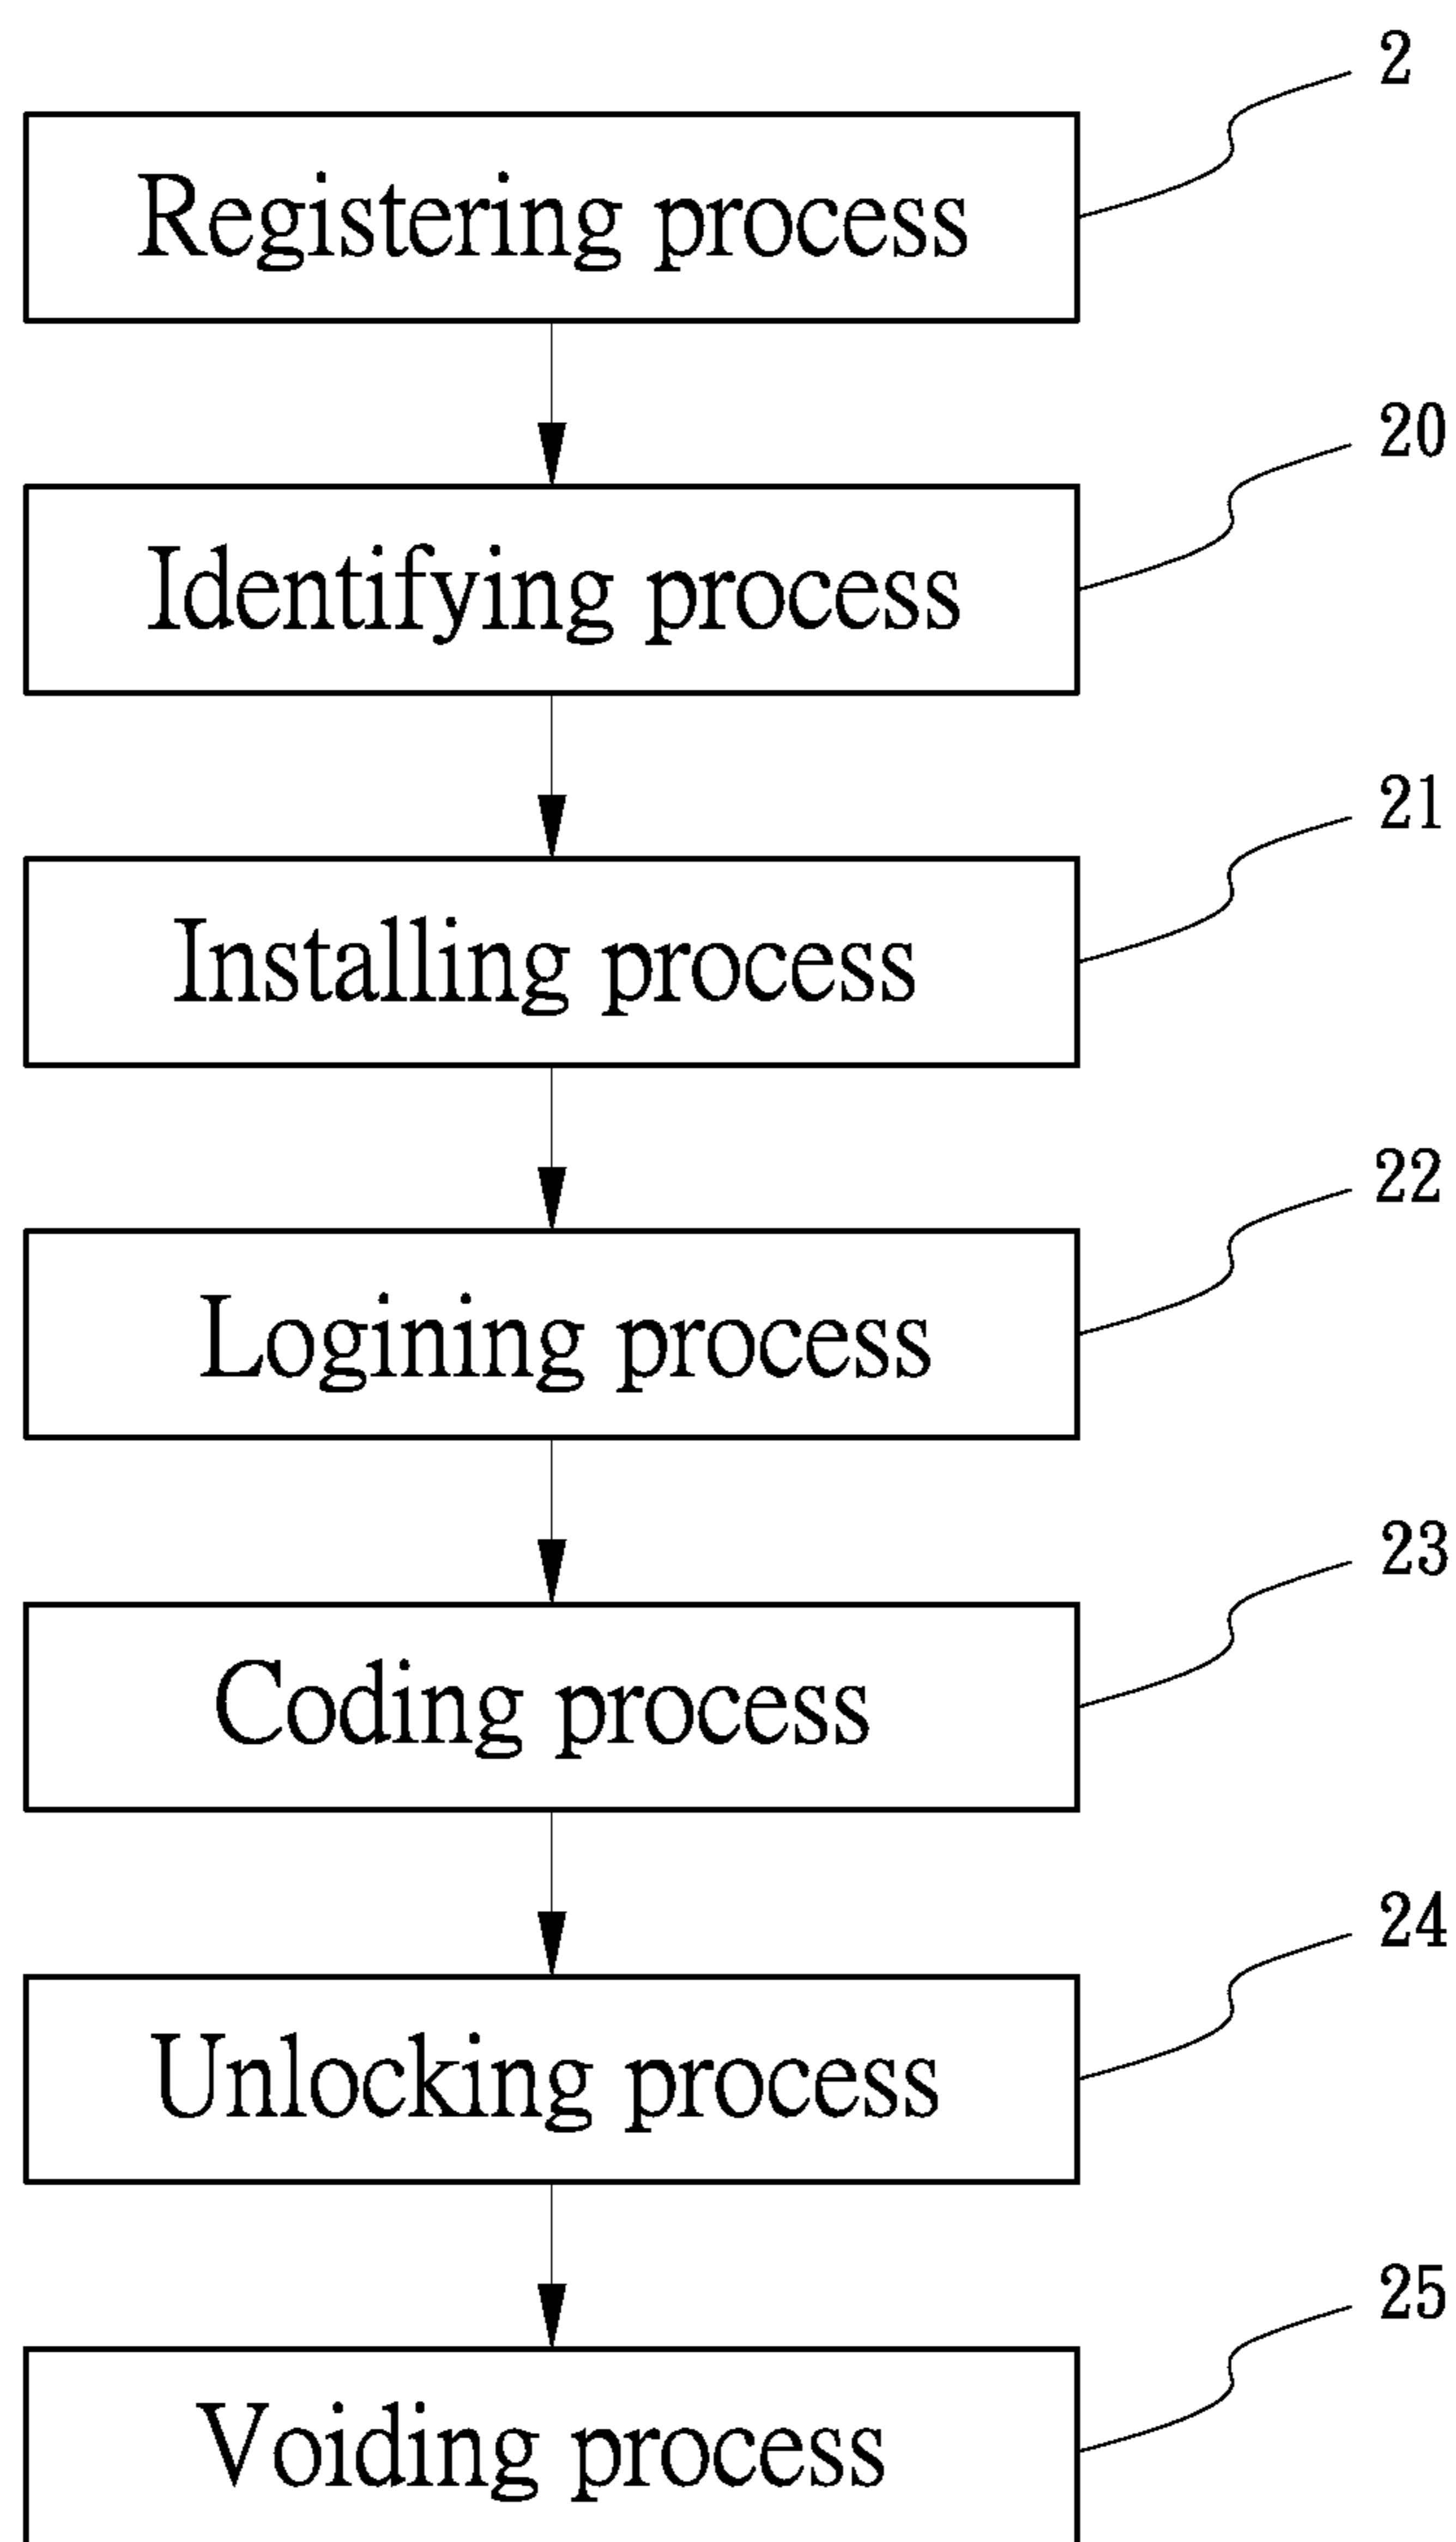 2
Registering process
20
Identifying process
21
Installing process
22
Logining process
23
Coding process
24
Unlocking process
25
Voiding process